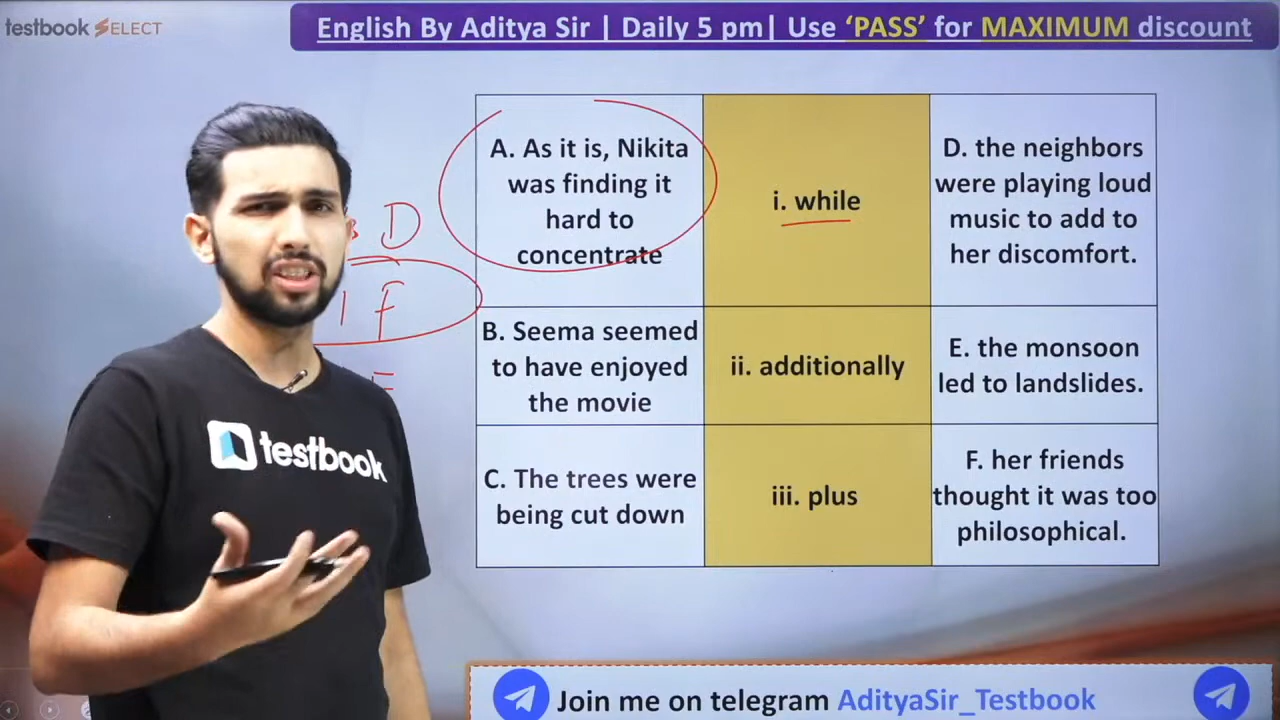 testbook SELECT
English By Aditya Sir | Daily 5 pm| Use ‘PASS’ for MAXIMUM discount
A. As it is, Nikita
was finding it
hard to
concentrate
i. while
D. the neighbors
were playing loud
music to add to
her discomfort.
B. Seema seemed
to have enjoyed
the movie
ii. additionally
E. the monsoon
led to landslides.
C. The trees were
being cut down
iii. plus
F. her friends
thought it was too
philosophical.
D
1 F
E
testbook
Join me on telegram AdityaSir_Testbook